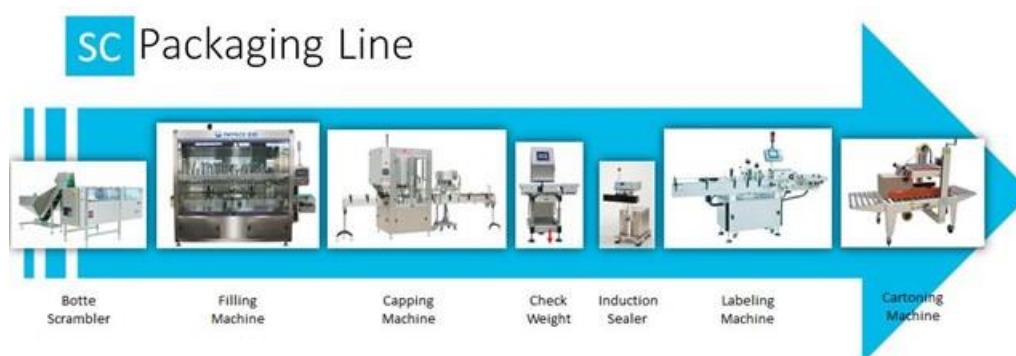 SC Packaging Line
Botte
Scrambler
Filling
Machine
Capping
Machine
Check
Weight
Induction
Sealer
Labeling
Machine
Cartoning
Machine